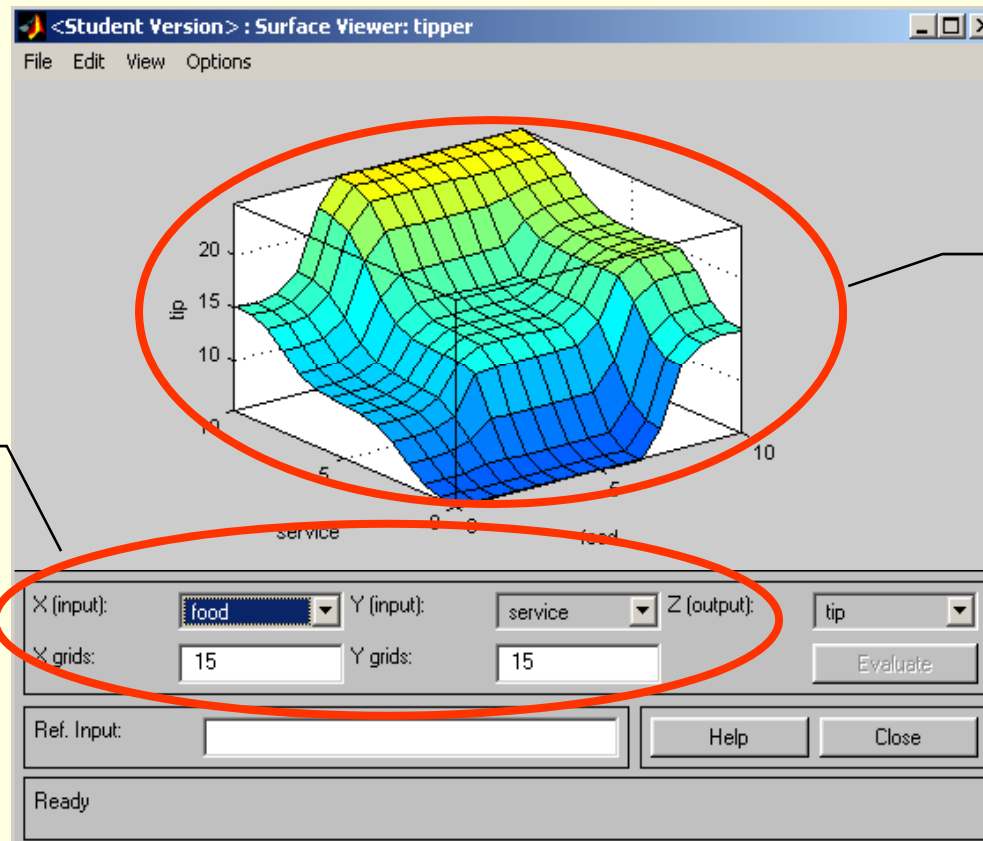 <Student Version> : Surface Viewer: tipper
File Edit View Options
20
15
10
tip
10
5
0
service
0
5
10
food
X (input): food Y (input): service Z (output): tip
X grids: 15 Y grids: 15 Evaluate
Ref. Input: Help Close
Ready